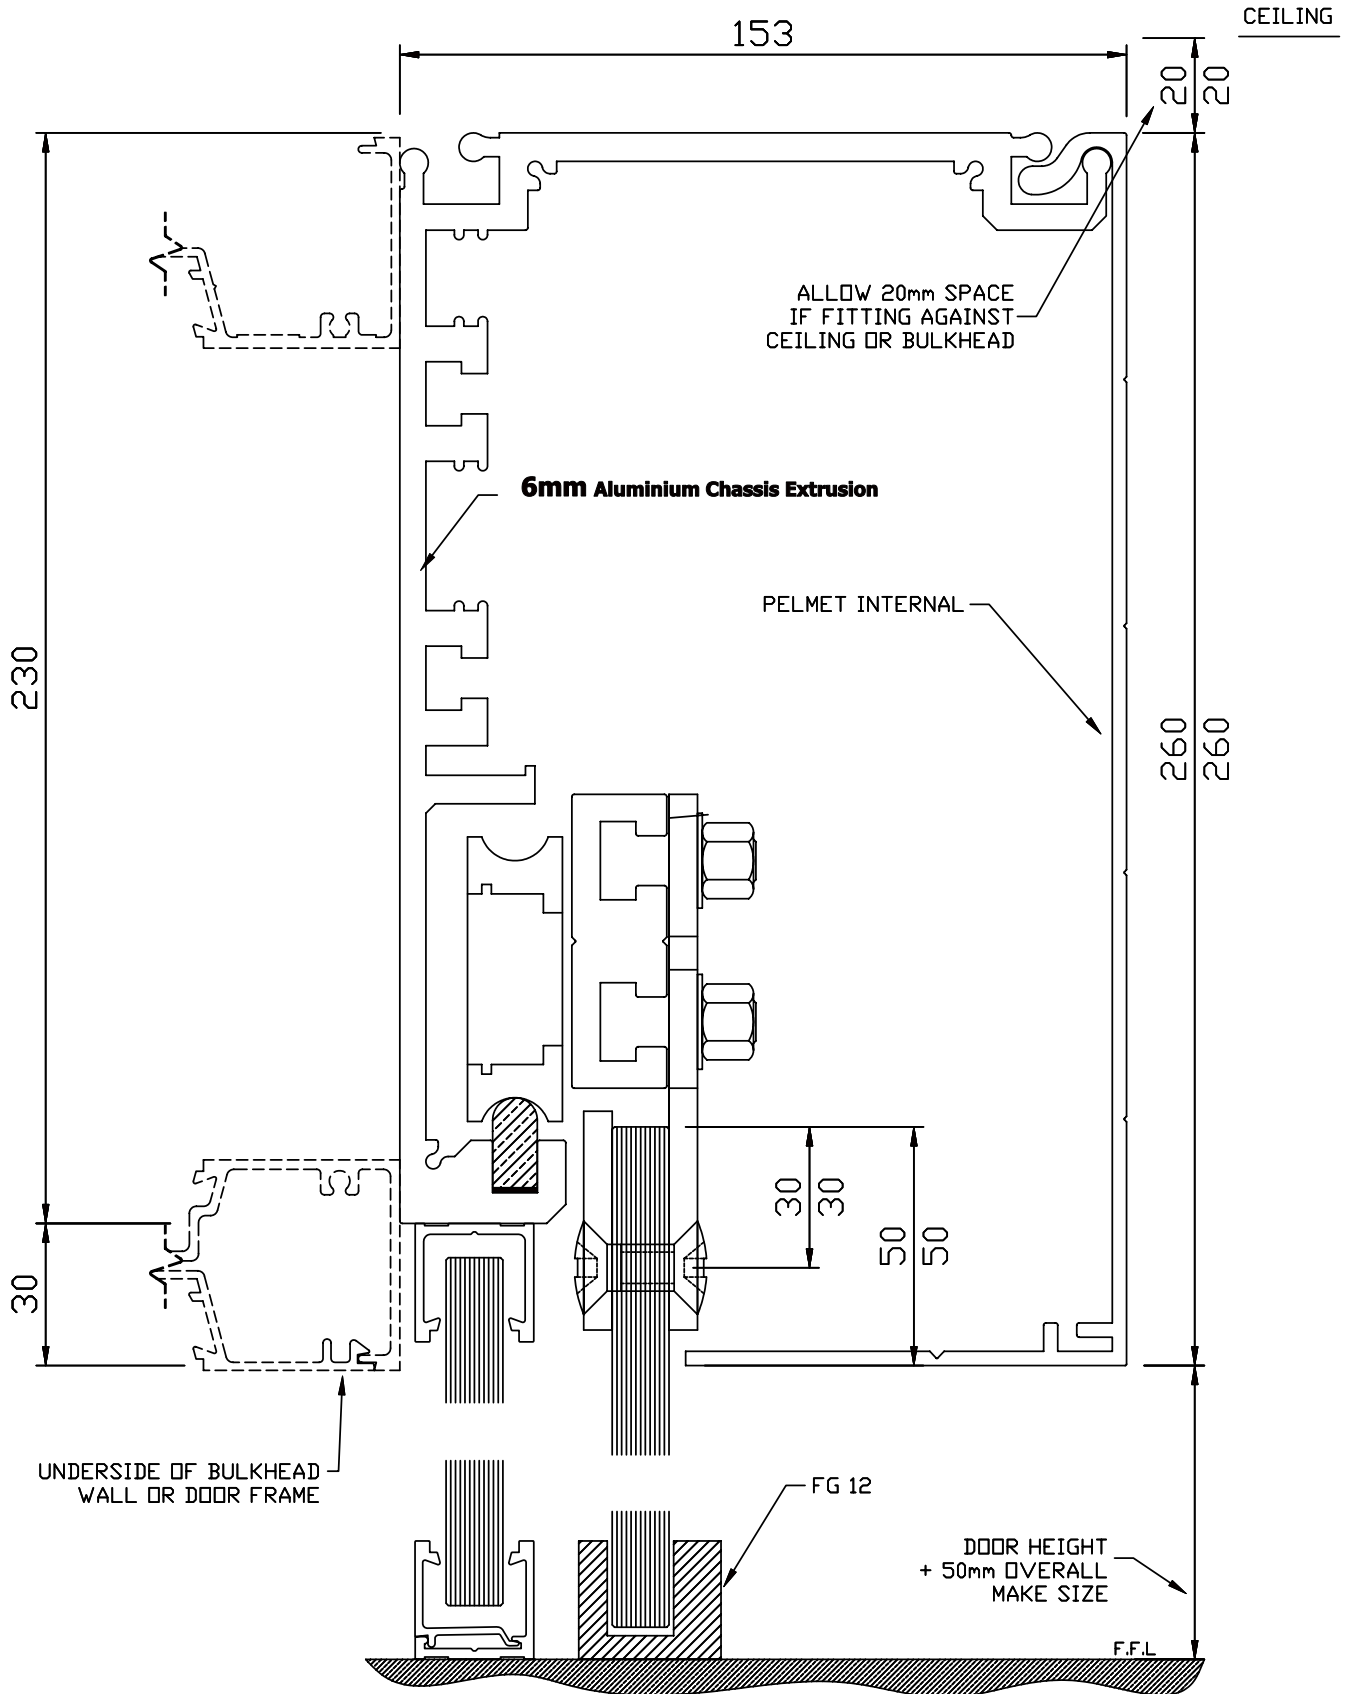 CEILING
153
20
20
ALLOW 20mm SPACE
IF FITTING AGAINST
CEILING OR BULKHEAD
6mm Aluminium Chassis Extrusion
PELMET INTERNAL
230
260
260
30
30
50
50
30
UNDERSIDE OF BULKHEAD
WALL OR DOOR FRAME
FG 12
DOOR HEIGHT
+ 50mm OVERALL
MAKE SIZE
F.F.L